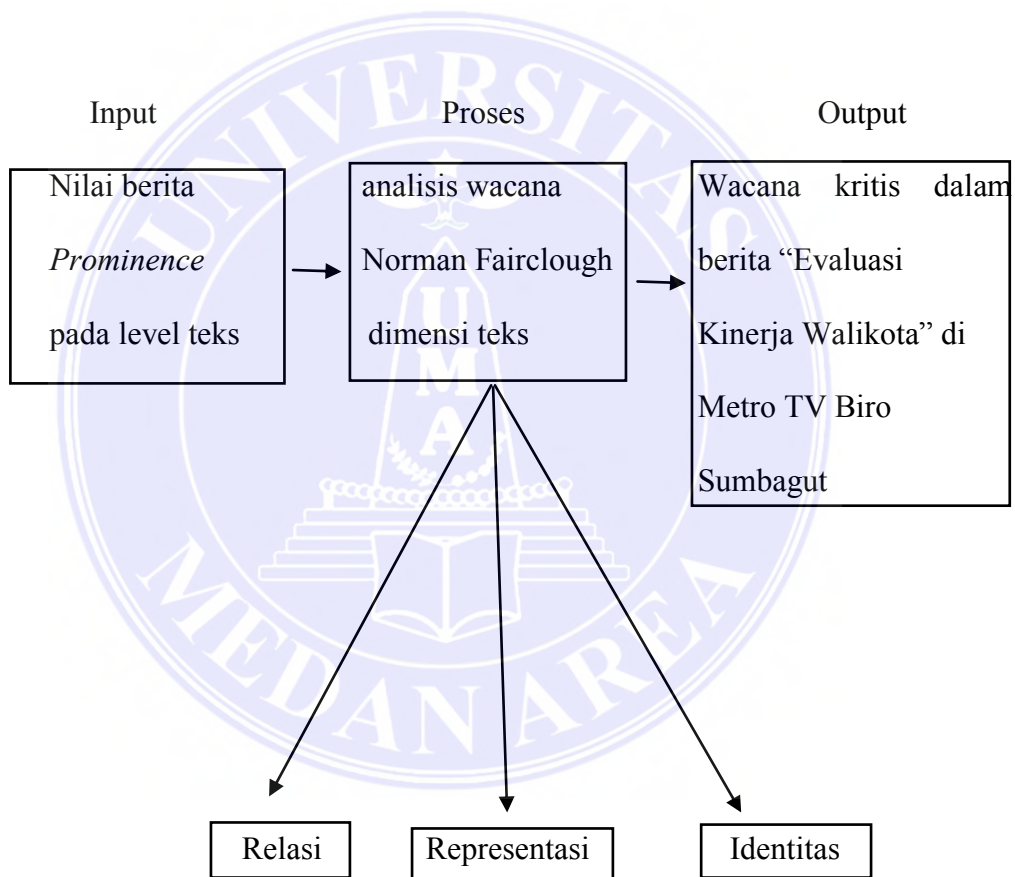 Input
Proses
Output
Nilai berita
Prominence
pada level teks
analisis wacana
Norman Fairclough
dimensi teks
Wacana kritis dalam
berita “Evaluasi
Kinerja Walikota” di
Metro TV Biro
Sumbagut
Relasi
Representasi
Identitas
UNIVERSITAS
MEDAN AREA
UMA